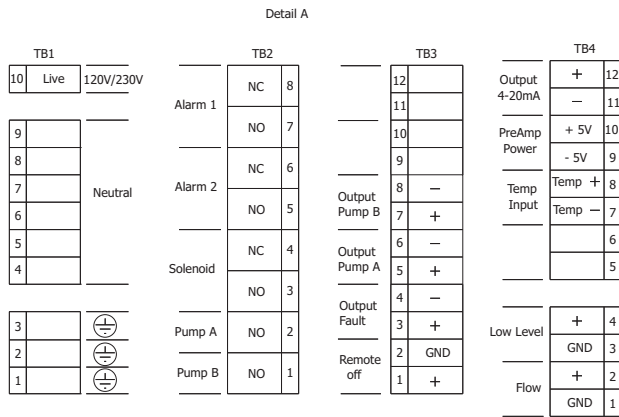 Detail A
TB1
10 Live 120V/230V
9
8
7 Neutral
6
5
4
3
2
1
TB2
Alarm 1 NC 8
NO 7
Alarm 2 NC 6
NO 5
Solenoid NC 4
NO 3
Pump A NO 2
Pump B NO 1
TB3
12
11
10
9
Output Pump B 8 −
7 +
Output Pump A 6 −
5 +
Output Fault 4 −
3 +
Remote off 2 GND
1 +
TB4
Output 4-20mA + 12
− 11
PreAmp Power + 5V 10
- 5V 9
Temp Input Temp + 8
Temp − 7
6
5
Low Level + 4
GND 3
Flow + 2
GND 1